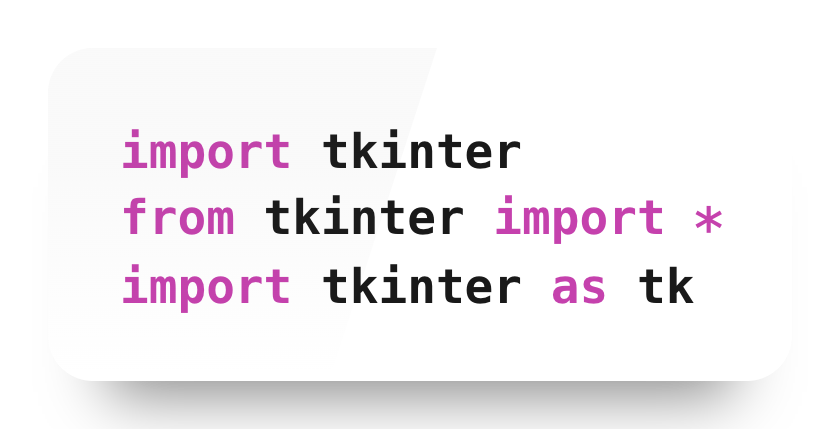 import tkinter
from tkinter import *
import tkinter as tk